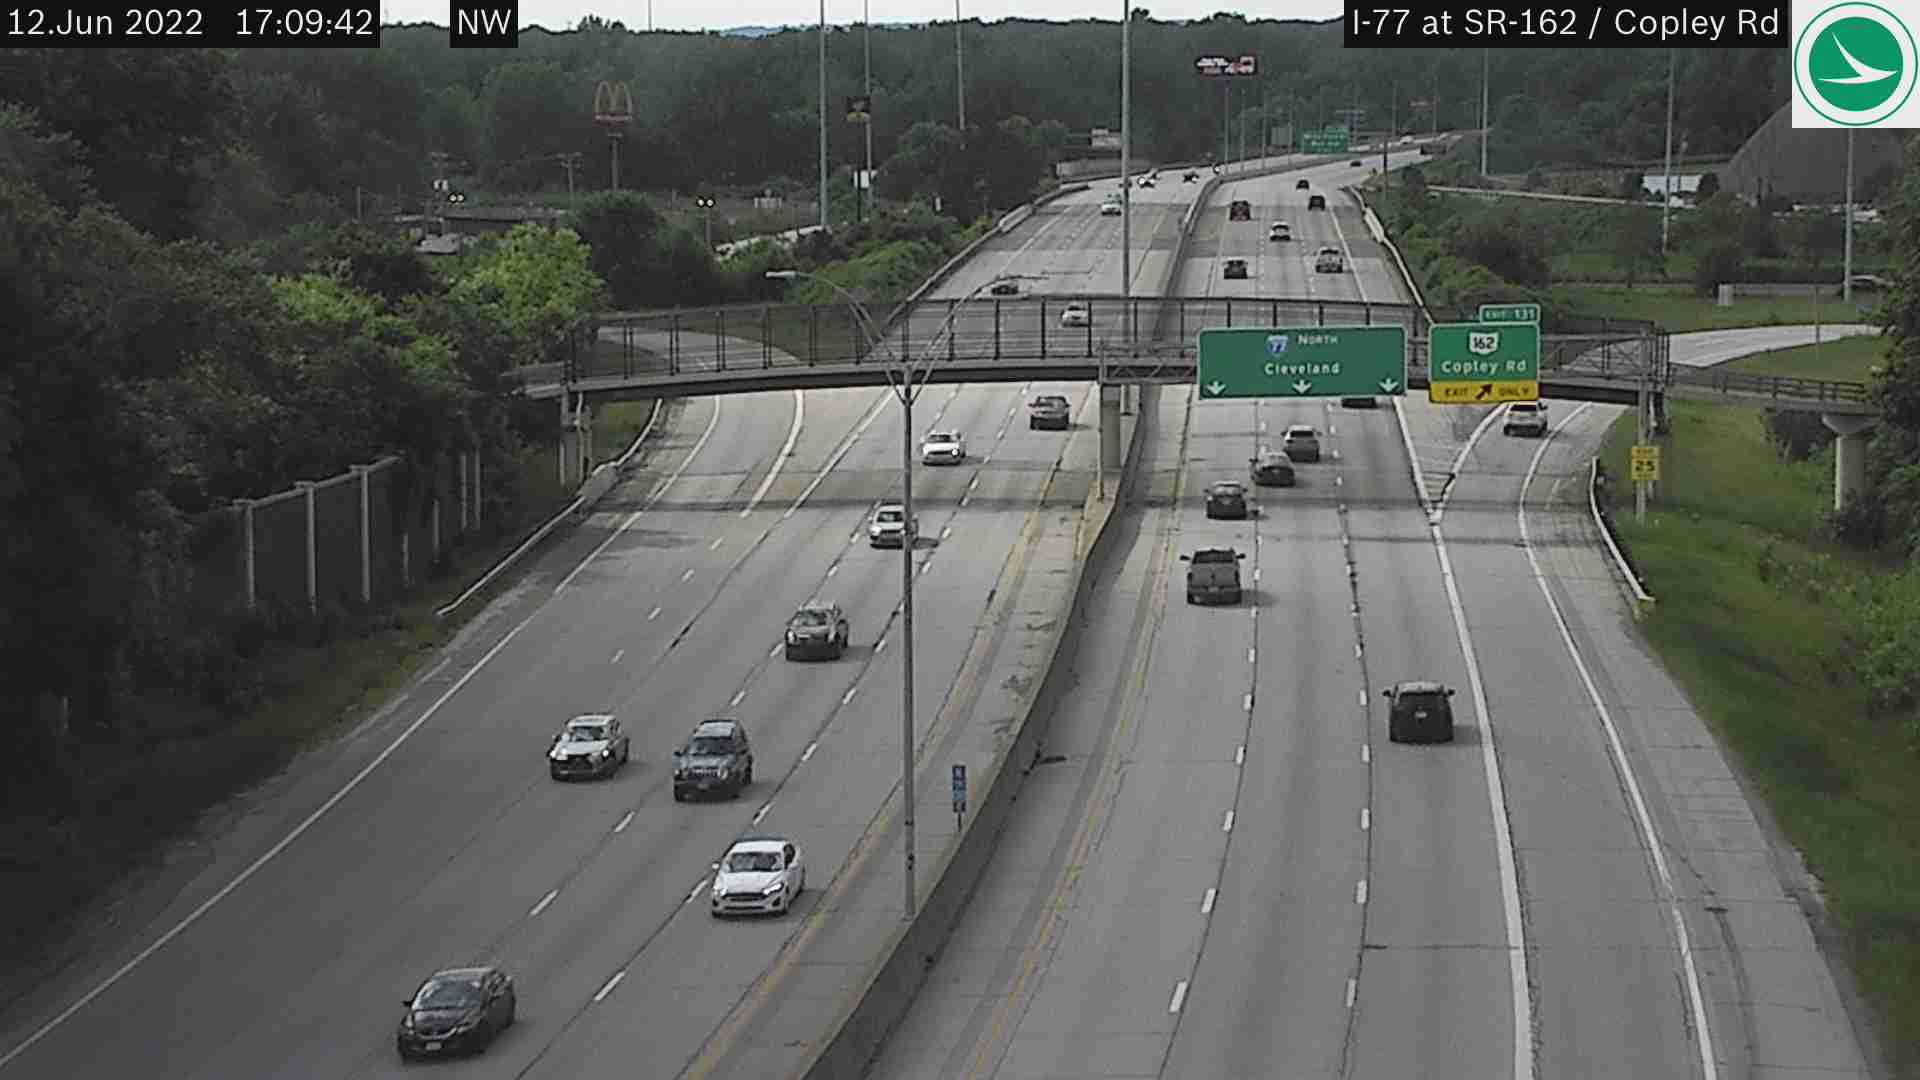 12.Jun 2022 17:09:42
NW
I-77 at SR-162 / Copley Rd
EXIT 131
77 NORTH
Cleveland
162
Copley Rd
EXIT ONLY
25